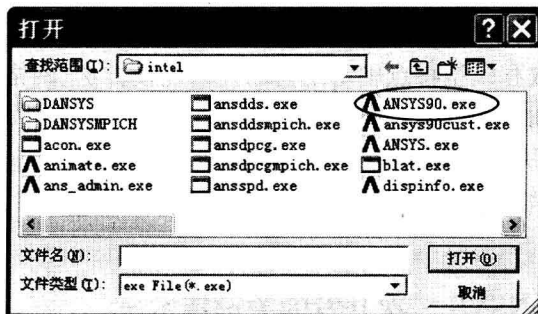 打开
查找范围(I): intel
DANSYS ansdds.exe ANSYS90.exe
DANSYSMPICH ansddsmpich.exe ansys90cust.exe
acon.exe ansdpcg.exe ANSYS.exe
animate.exe ansdpcgmpich.exe blat.exe
ans_admin.exe ansspd.exe dispinfo.exe
文件名(N): 打开(O)
文件类型(T): exe File(*.exe) 取消